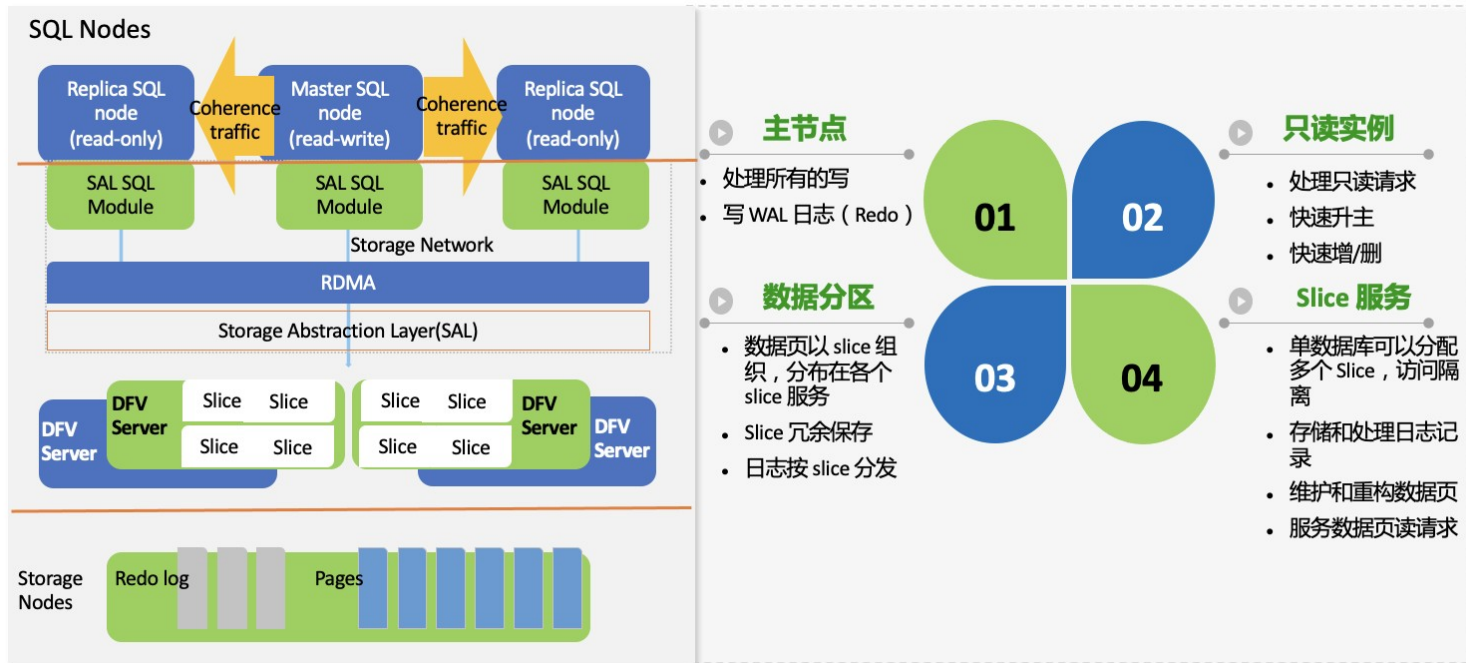 SQL Nodes
Replica SQL
node
(read-only)
Coherence
traffic
Master SQL
node
(read-write)
Coherence
traffic
Replica SQL
node
(read-only)
SAL SQL
Module
SAL SQL
Module
SAL SQL
Module
Storage Network
RDMA
Storage Abstraction Layer(SAL)
DFV
Server
DFV
Server
Slice Slice
Slice Slice
Slice Slice
Slice Slice
DFV
Server
DFV
Server
Storage
Nodes
Redo log
Pages
主节点
• 处理所有的写
• 写 WAL 日志（Redo）
01
02
只读实例
• 处理只读请求
• 快速升主
• 快速增/删
数据分区
• 数据页以 slice 组
织，分布在各个
slice 服务
• Slice 冗余保存
• 日志按 slice 分发
03
04
Slice 服务
• 单数据库可以分配
多个 Slice，访问隔
离
• 存储和处理日志记
录
• 维护和重构数据页
• 服务数据页读请求